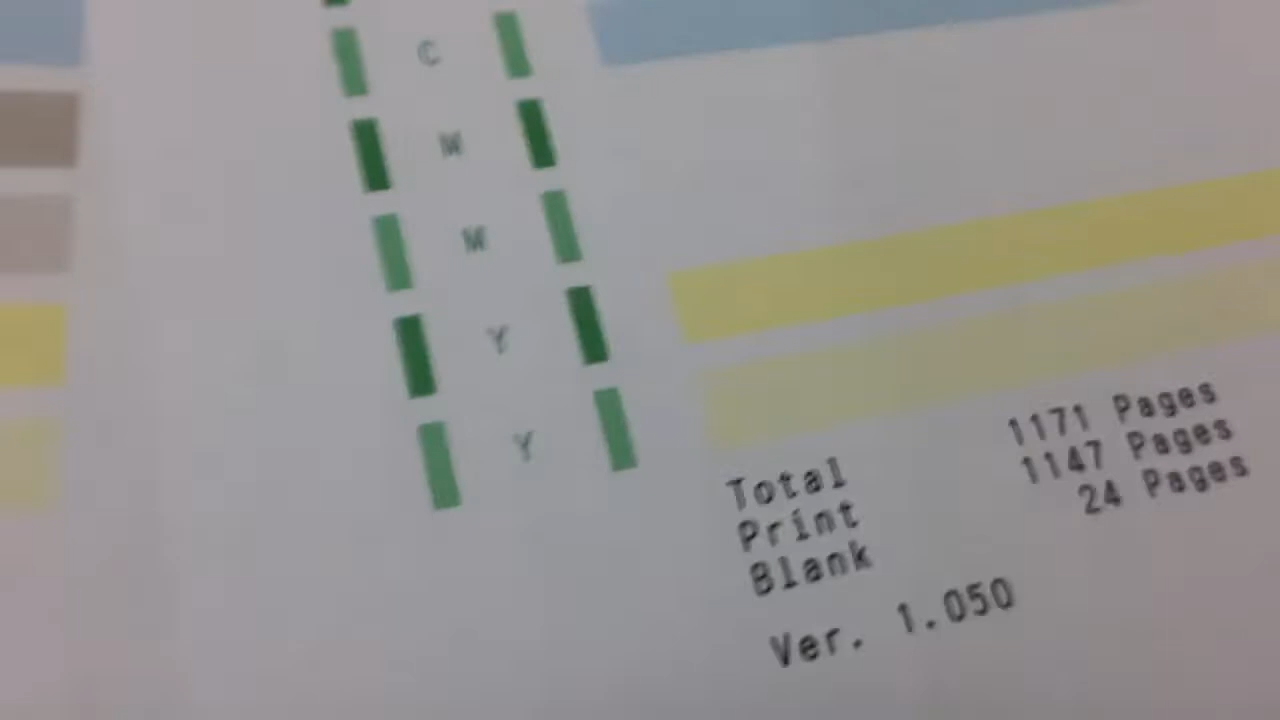 C
M
M
Y
Y
Total 1171 Pages
Print 1147 Pages
Blank 24 Pages
Ver. 1.050